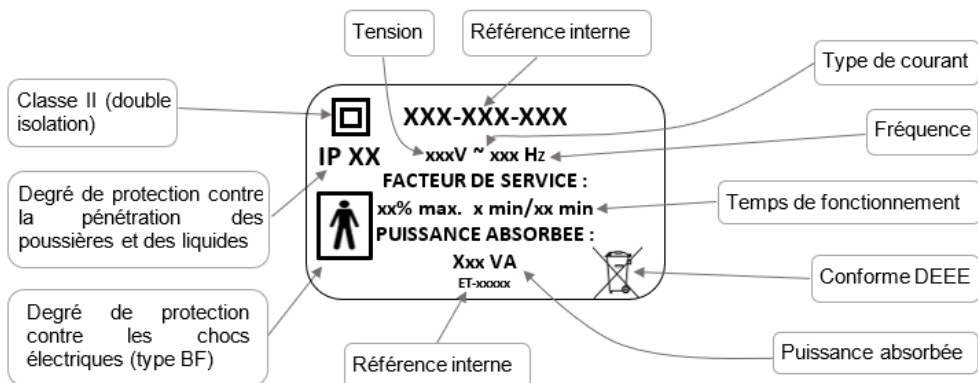 Tension
Référence interne
Type de courant
Classe II (double
isolation)
XXX-XXX-XXX
Fréquence
IP XX
xxxV ~ xxx Hz
FACTEUR DE SERVICE :
Degré de protection contre
la pénétration des
poussières et des liquides
xx% max. x min/xx min
Temps de fonctionnement
PUISSANCE ABSORBEE :
Xxx VA
ET-xxxxx
Conforme DEEE
Degré de protection
contre les chocs
électriques (type BF)
Référence interne
Puissance absorbée